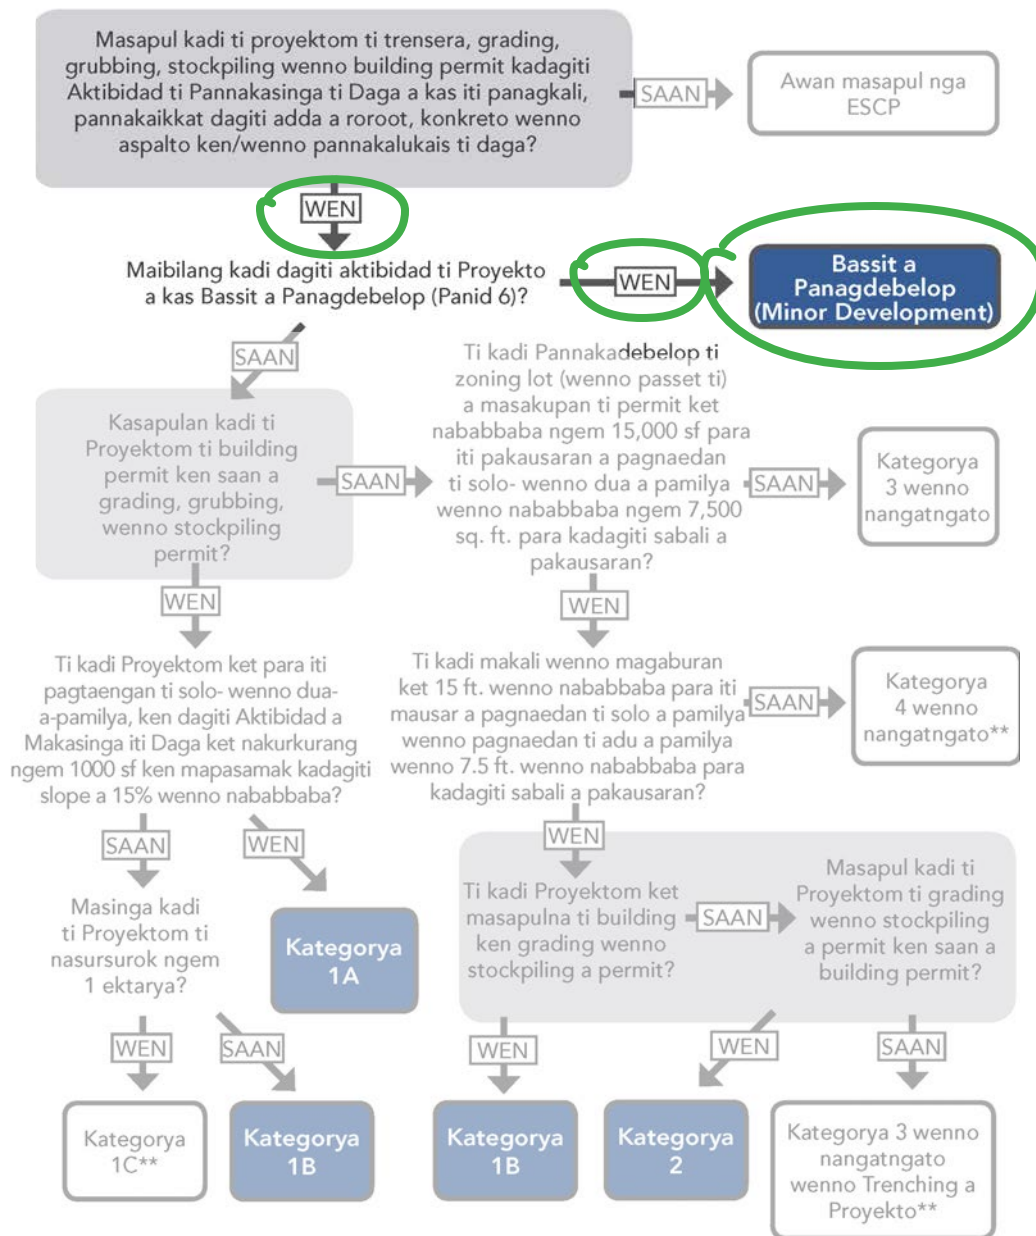 Masapul kadi ti proyektom ti trensera, grading,
grubbing, stockpiling wenno building permit kadagiti
Aktibidad ti Pannakasinga ti Daga a kas iti panagkali,
pannakaikkat dagiti adda a roroot, konkreto wenno
aspalto ken/wenno pannakalukais ti daga?
SAAN
Awan masapul nga
ESCP
WEN
Maibilang kadi dagiti aktibidad ti Proyekto
a kas Bassit a Panagdebelop (Panid 6)?
WEN
Bassit a
Panagdebelop
(Minor Development)
SAAN
Kasapulan kadi ti
Proyektom ti building
permit ken saan a
grading, grubbing,
wenno stockpiling
permit?
SAAN
Ti kadi Pannakadebelop ti
zoning lot (wenno passet ti)
a masakupan ti permit ket
nababbaba ngem 15,000 sf para
iti pakausaran a pagnaedan
ti solo- wenno dua a pamilya
wenno nababbaba ngem 7,500
sq. ft. para kadagiti sabali a
pakausaran?
SAAN
Kategorya
3 wenno
nangatngato
WEN
WEN
Ti kadi Proyektom ket para iti
pagtaengan ti solo- wenno dua-
a-pamilya, ken dagiti Aktibidad a
Makasinga iti Daga ket nakurkurang
ngem 1000 sf ken mapasamak kadagiti
slope a 15% wenno nababbaba?
Ti kadi makali wenno magaburan
ket 15 ft. wenno nababbaba para iti
mausar a pagnaedan ti solo a pamilya
wenno pagnaedan ti adu a pamilya
wenno 7.5 ft. wenno nababbaba para
kadagiti sabali a pakausaran?
SAAN
Kategorya
4 wenno
nangatngato**
SAAN
WEN
WEN
Masinga kadi
ti Proyektom ti
nasursurok ngem
1 ektarya?
Kategorya
1A
Ti kadi Proyektom ket
masapulna ti building
ken grading wenno
stockpiling a permit?
SAAN
Masapul kadi ti
Proyektom ti grading
wenno stockpiling
a permit ken saan a
building permit?
WEN
SAAN
WEN
WEN
SAAN
Kategorya
1C**
Kategorya
1B
Kategorya
1B
Kategorya
2
Kategorya 3 wenno
nangatngato
wenno Trenching a
Proyekto**